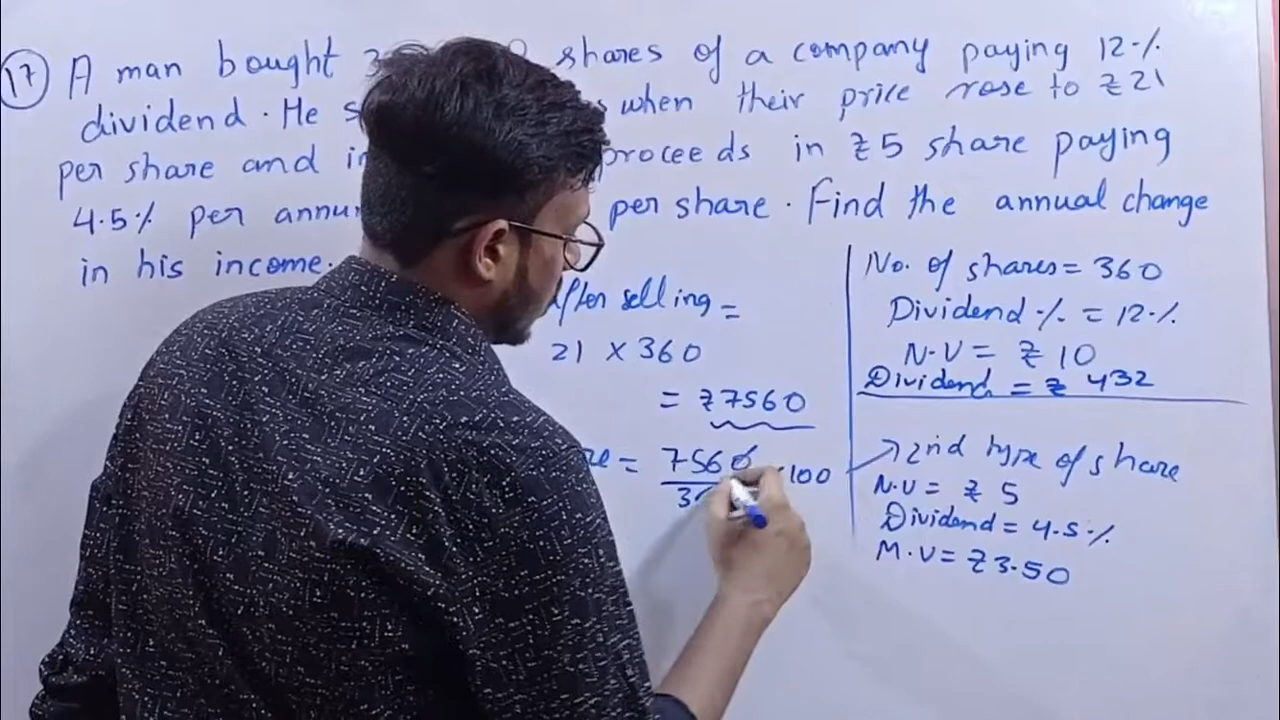 17 A man bought 3 shares of a company paying 12%
dividend. He s when their price rose to ₹21
per share and in proceeds in ₹5 share paying
4.5% per annu per share. Find the annual change
in his income.
After selling =
21 × 360
= ₹7560
= 7560 100
3
No. of shares = 360
Dividend % = 12%
N.V = ₹10
Dividend = ₹ 432
2nd type of share
N.V = ₹ 5
Dividend = 4.5%
M.V = ₹3.50